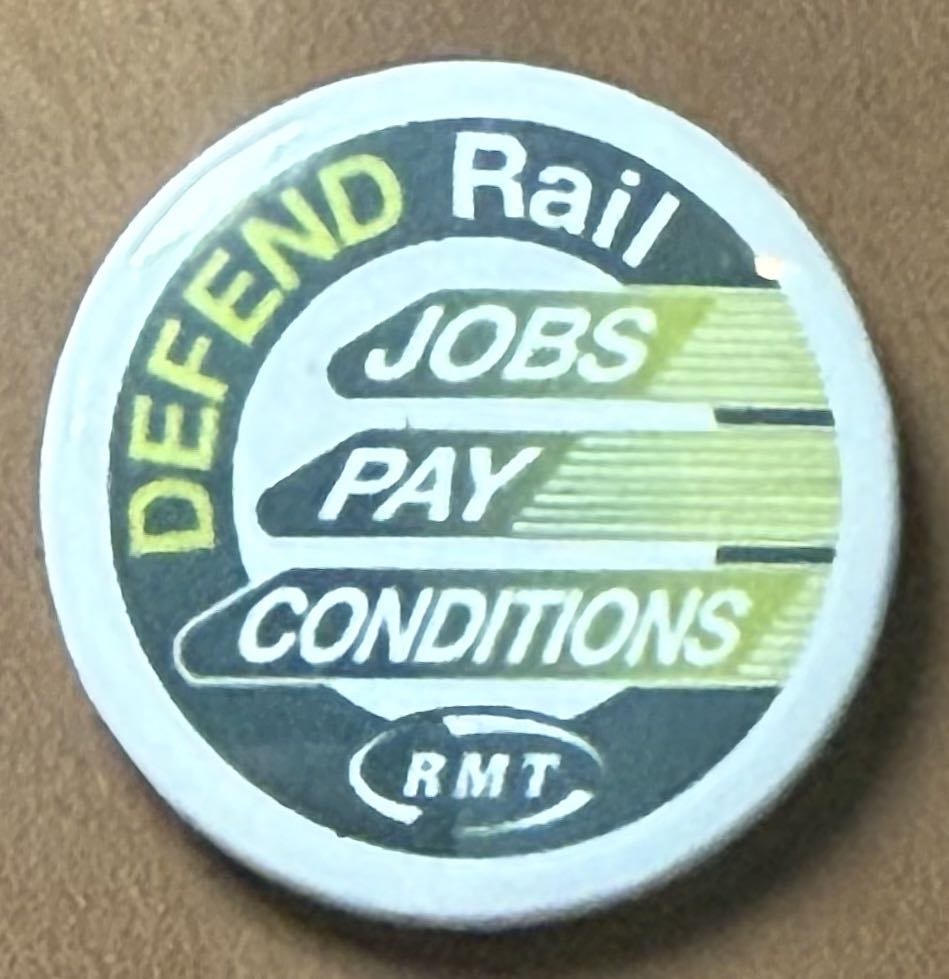 DEFEND Rail
JOBS
PAY
CONDITIONS
RMT